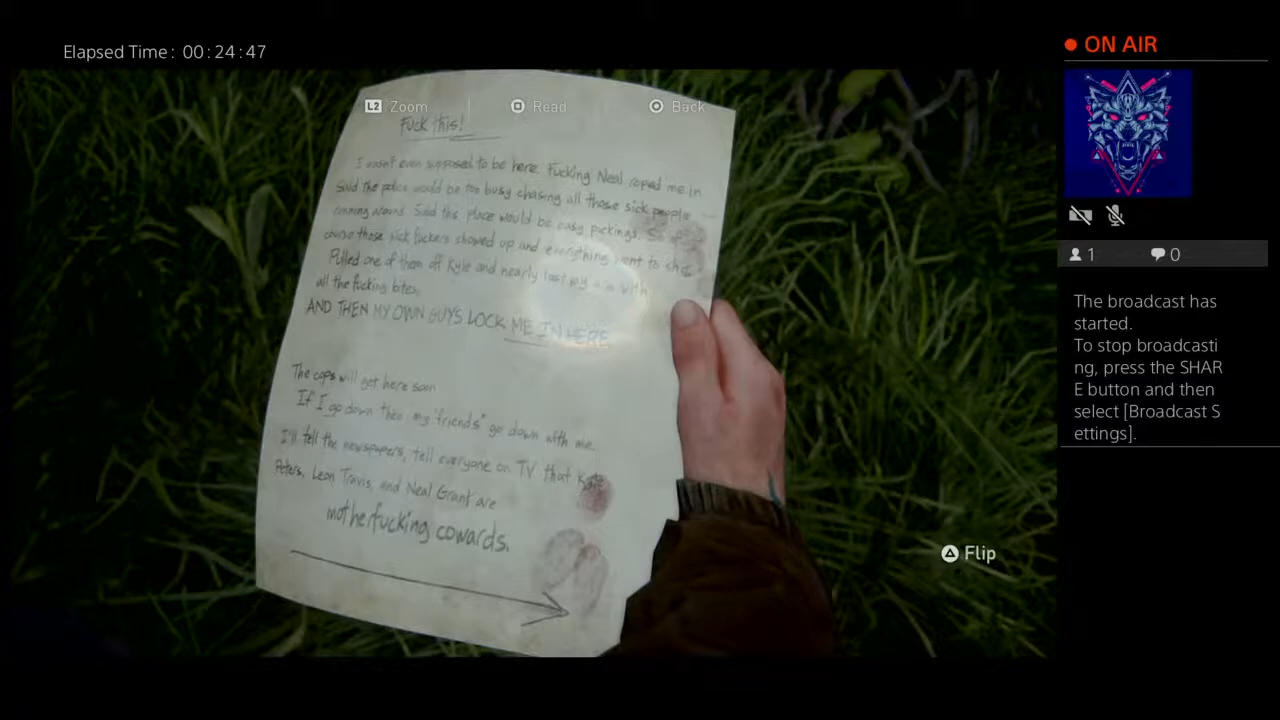 Elapsed Time: 00:24:47
L2 Zoom
Read
Back
Fuck this!
I wasn't even supposed to be here. Fucking Neal roped me in
Said the police would be too busy chasing all those sick people
running around. Said this place would be easy pickings. So of
course those sick fuckers showed up and everything went to shit
Pulled one of them off Kyle and nearly lost my with
all the fucking bites.
AND THEN MY OWN GUYS LOCK ME IN HERE
The cops will get here soon
If I go down then my "friends" go down with me.
I'll tell the newspapers, tell everyone on TV that Kyle
Peters, Leon Travis, and Neal Grant are
motherfucking cowards.
Flip
ON AIR
1
0
The broadcast has
started.
To stop broadcasti
ng, press the SHAR
E button and then
select [Broadcast S
ettings].